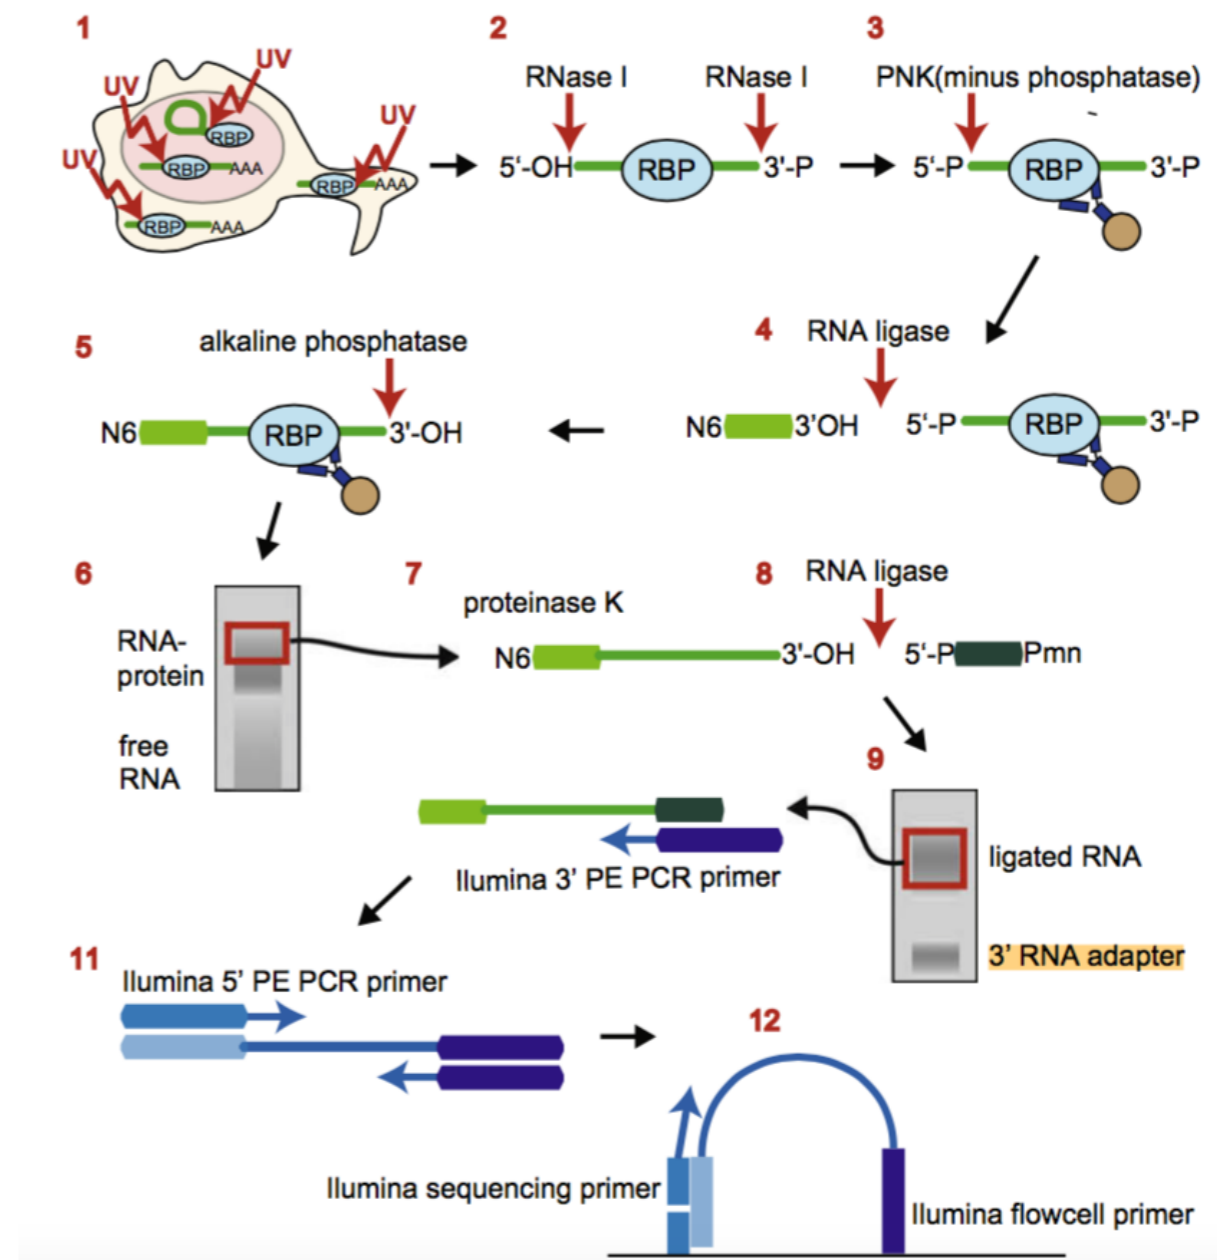 1
UV
UV
UV
UV
RBP
RBP
AAA
RBP
AAA
RBP
AAA
2
RNase I
RNase I
5‘-OH
RBP
3'-P
3
PNK(minus phosphatase)
5‘-P
RBP
3'-P
4
RNA ligase
N6
3’OH
5‘-P
RBP
3'-P
5
alkaline phosphatase
N6
RBP
3'-OH
6
RNA-
protein
free
RNA
7
proteinase K
N6
3'-OH
8
RNA ligase
5‘-P
Pmn
9
ligated RNA
3’ RNA adapter
Ilumina 3’ PE PCR primer
11
Ilumina 5’ PE PCR primer
12
Ilumina sequencing primer
Ilumina flowcell primer